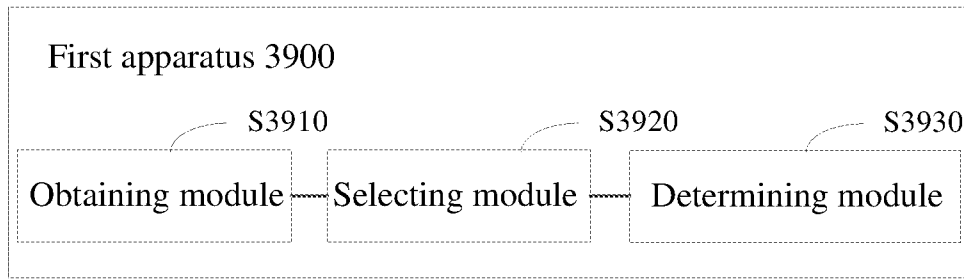 First apparatus 3900
S3910
S3920
S3930
Obtaining module
Selecting module
Determining module